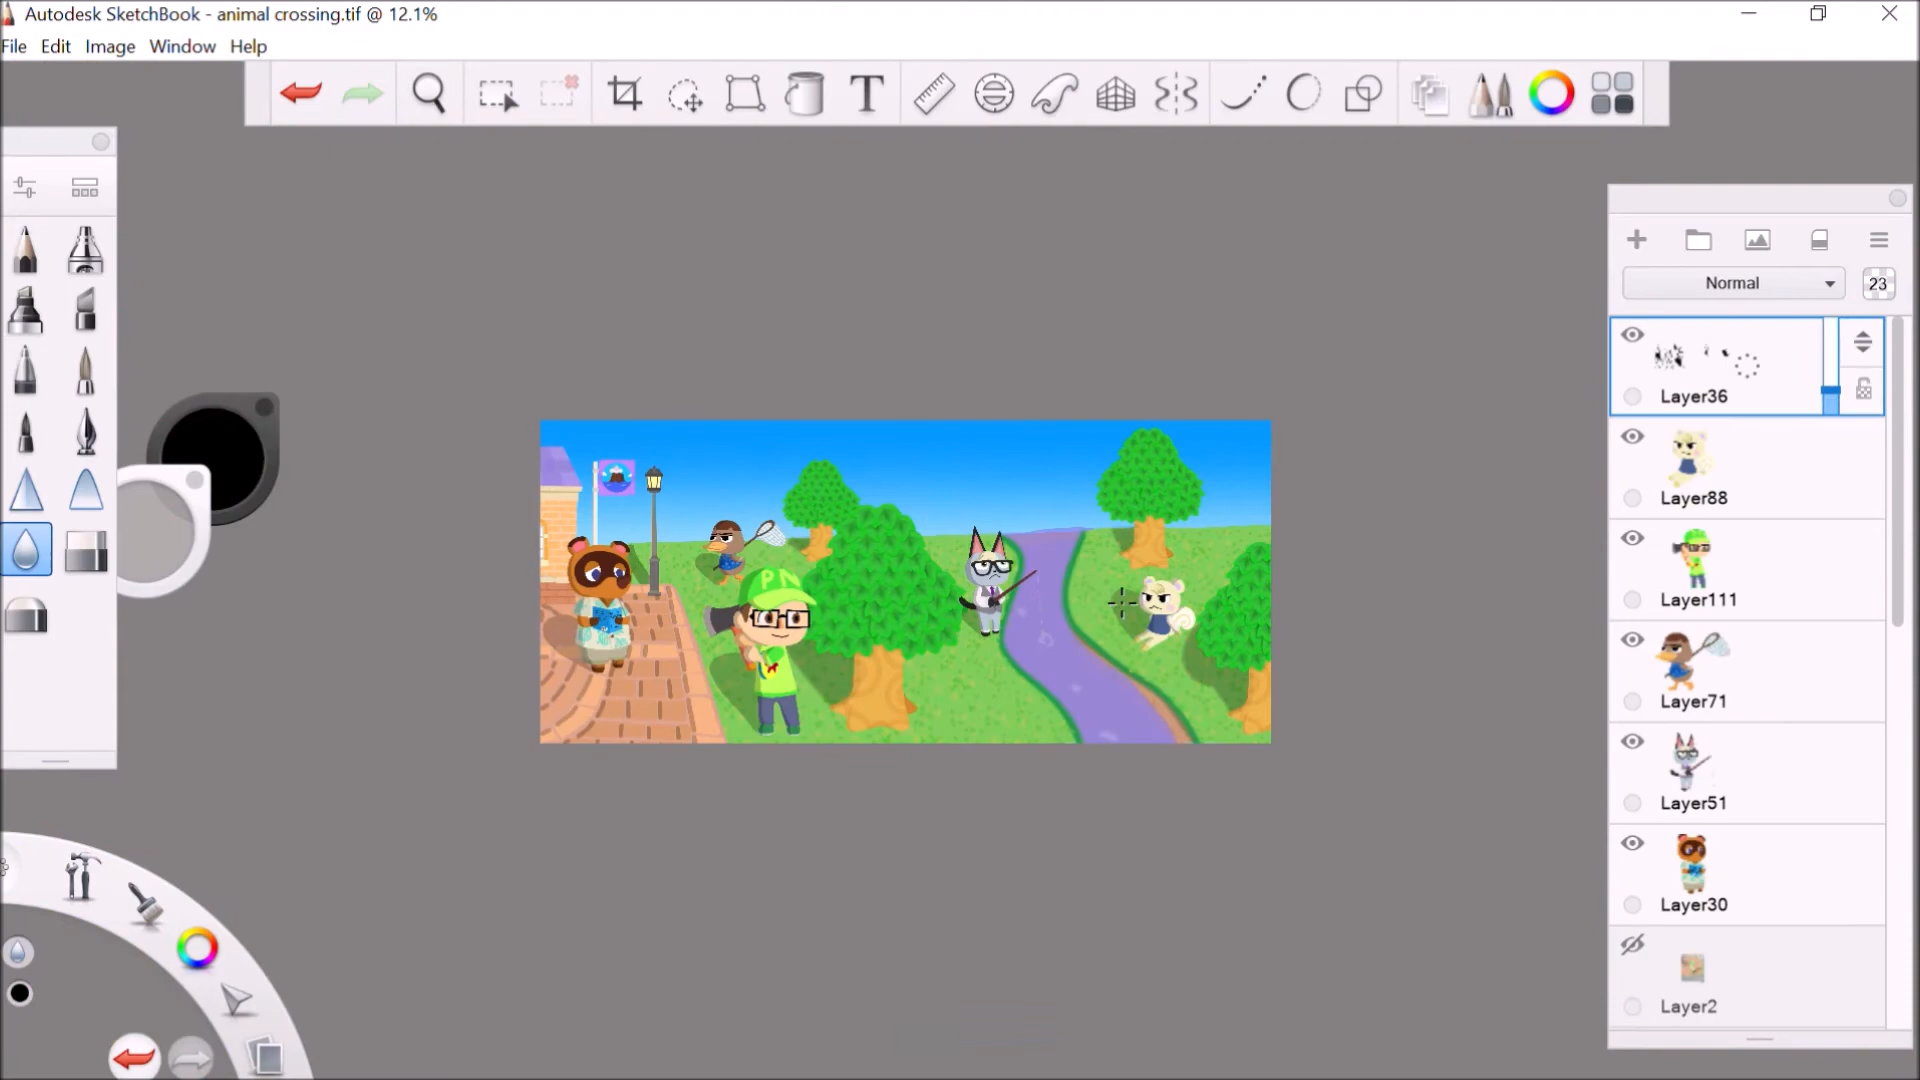 Autodesk SketchBook - animal crossing.tif @ 12.1%
File Edit Image Window Help
T
Normal
23
Layer36
Layer88
Layer111
Layer71
Layer51
Layer30
Layer2
PN